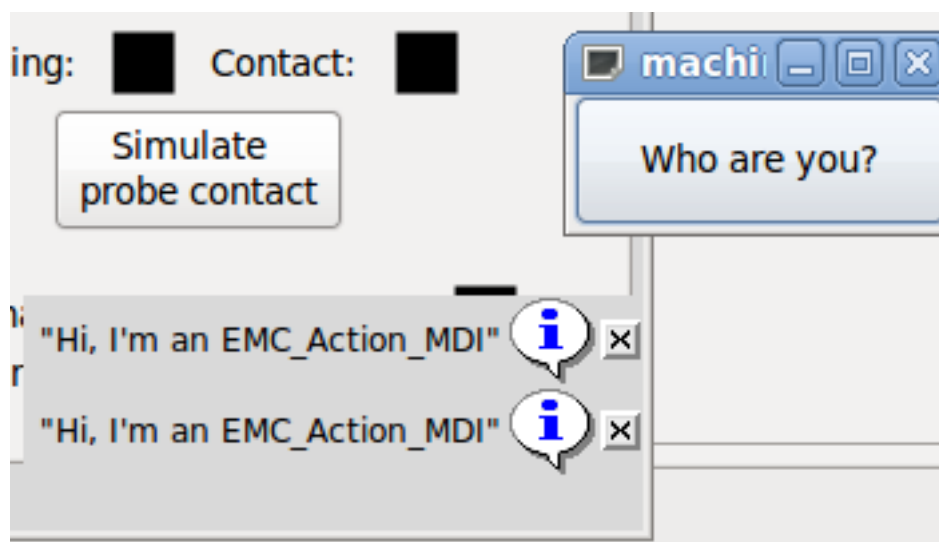 ing: Contact:
machi
Simulate
probe contact
Who are you?
"Hi, I'm an EMC_Action_MDI"
"Hi, I'm an EMC_Action_MDI"